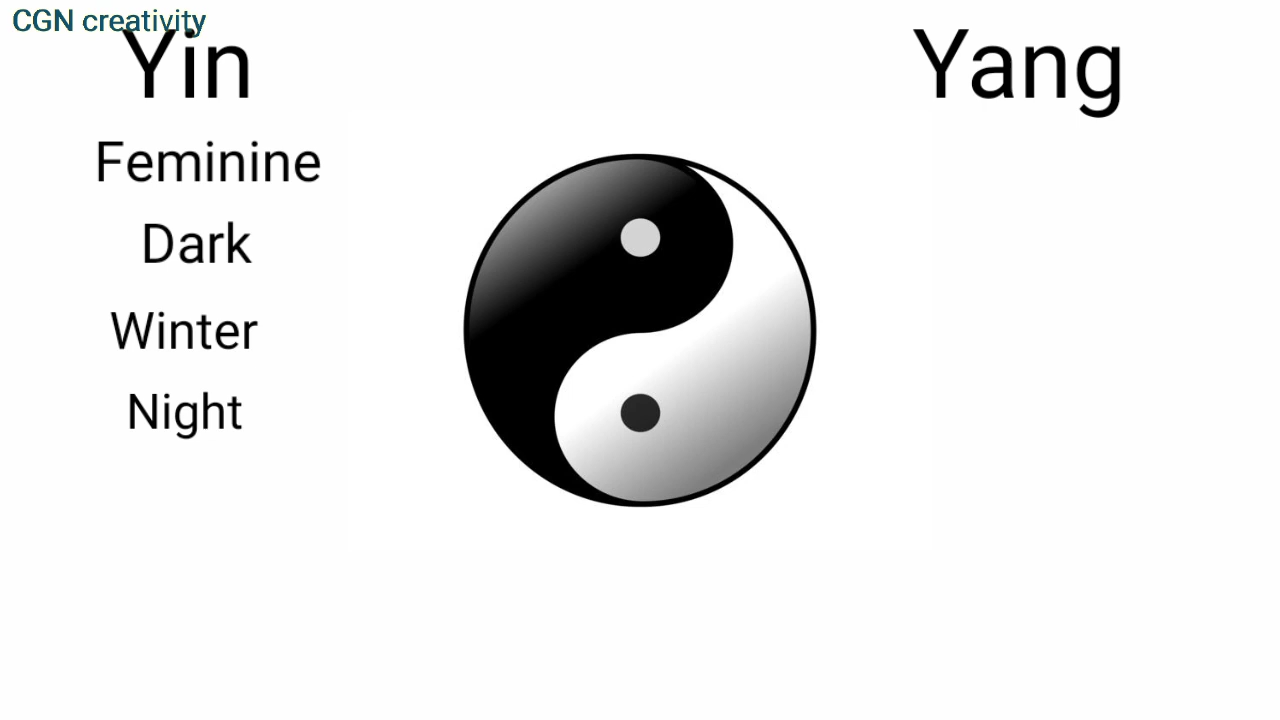 CGN creativity
Yin
Yang
Feminine
Dark
Winter
Night